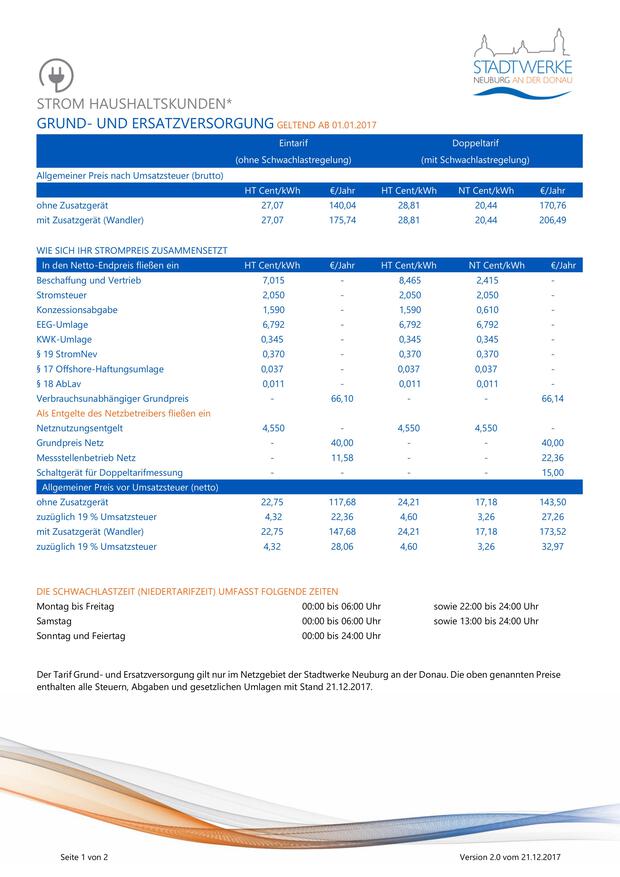 STADTWERKE
NEUBURG AN DER DONAU
STROM HAUSHALTSKUNDEN*
GRUND- UND ERSATZVERSORGUNG GELTEND AB 01.01.2017
Eintarif Doppeltarif
(ohne Schwachlastregelung) (mit Schwachlastregelung)
Allgemeiner Preis nach Umsatzsteuer (brutto)
HT Cent/kWh €/Jahr HT Cent/kWh NT Cent/kWh €/Jahr
ohne Zusatzgerät 27,07 140,04 28,81 20,44 170,76
mit Zusatzgerät (Wandler) 27,07 175,74 28,81 20,44 206,49
WIE SICH IHR STROMPREIS ZUSAMMENSETZT
In den Netto-Endpreis fließen ein HT Cent/kWh €/Jahr HT Cent/kWh NT Cent/kWh €/Jahr
Beschaffung und Vertrieb 7,015 - 8,465 2,415 -
Stromsteuer 2,050 - 2,050 2,050 -
Konzessionsabgabe 1,590 - 1,590 0,610 -
EEG-Umlage 6,792 - 6,792 6,792 -
KWK-Umlage 0,345 - 0,345 0,345 -
§ 19 StromNev 0,370 - 0,370 0,370 -
§ 17 Offshore-Haftungsumlage 0,037 - 0,037 0,037 -
§ 18 AbLav 0,011 - 0,011 0,011 -
Verbrauchsunabhängiger Grundpreis - 66,10 - - 66,14
Als Entgelte des Netzbetreibers fließen ein
Netznutzungsentgelt 4,550 - 4,550 4,550 -
Grundpreis Netz - 40,00 - - 40,00
Messstellenbetrieb Netz - 11,58 - - 22,36
Schaltgerät für Doppeltarifmessung - - - - 15,00
Allgemeiner Preis vor Umsatzsteuer (netto)
ohne Zusatzgerät 22,75 117,68 24,21 17,18 143,50
zuzüglich 19 % Umsatzsteuer 4,32 22,36 4,60 3,26 27,26
mit Zusatzgerät (Wandler) 22,75 147,68 24,21 17,18 173,52
zuzüglich 19 % Umsatzsteuer 4,32 28,06 4,60 3,26 32,97
DIE SCHWACHLASTZEIT (NIEDERTARIFZEIT) UMFASST FOLGENDE ZEITEN
Montag bis Freitag 00:00 bis 06:00 Uhr sowie 22:00 bis 24:00 Uhr
Samstag 00:00 bis 06:00 Uhr sowie 13:00 bis 24:00 Uhr
Sonntag und Feiertag 00:00 bis 24:00 Uhr
Der Tarif Grund- und Ersatzversorgung gilt nur im Netzgebiet der Stadtwerke Neuburg an der Donau. Die oben genannten Preise
enthalten alle Steuern, Abgaben und gesetzlichen Umlagen mit Stand 21.12.2017.
Seite 1 von 2 Version 2.0 vom 21.12.2017